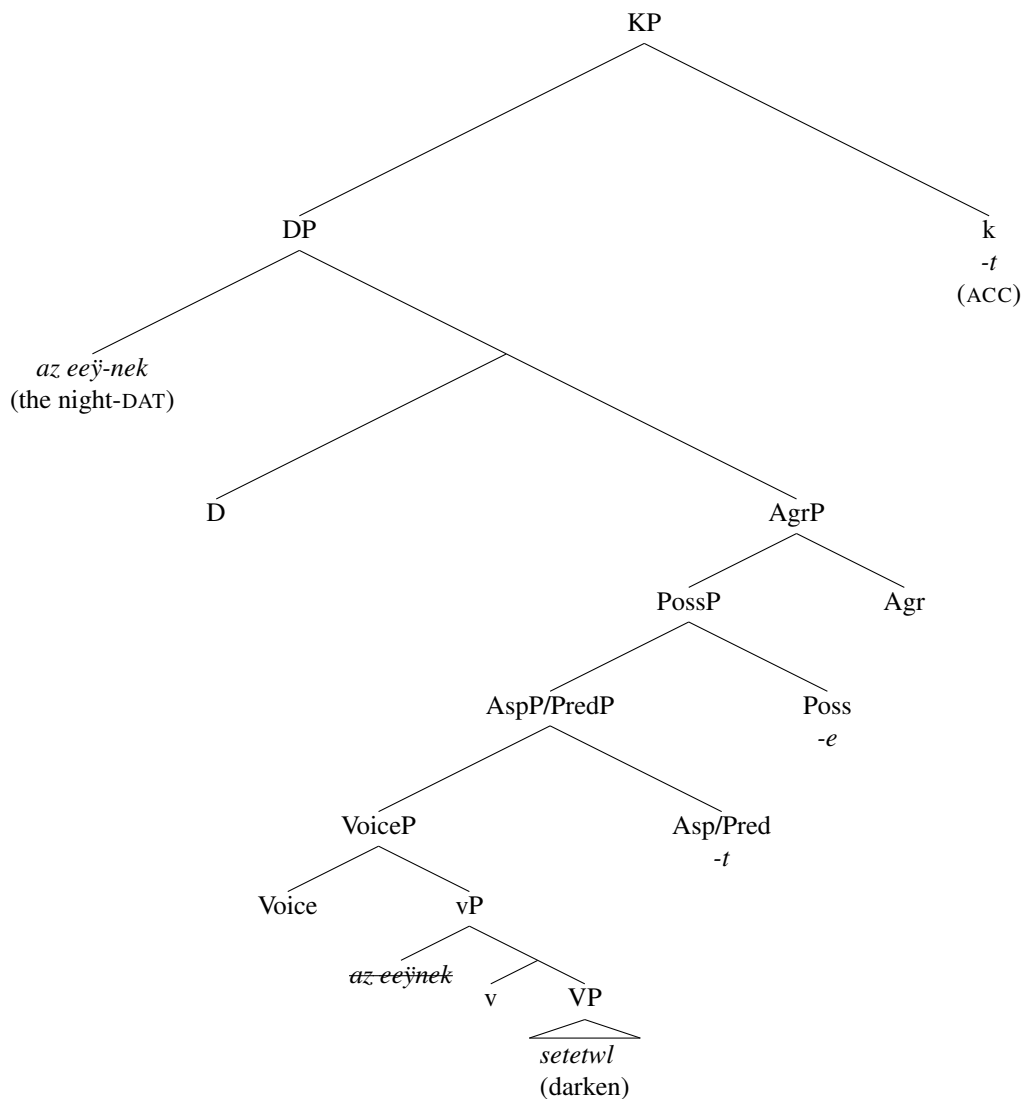 KP
DP
k
-t
(ACC)
az eeÿ-nek
(the night-DAT)
D
AgrP
PossP
Agr
AspP/PredP
Poss
-e
VoiceP
Asp/Pred
-t
Voice
vP
az eeÿnek
v
VP
setetwl
(darken)